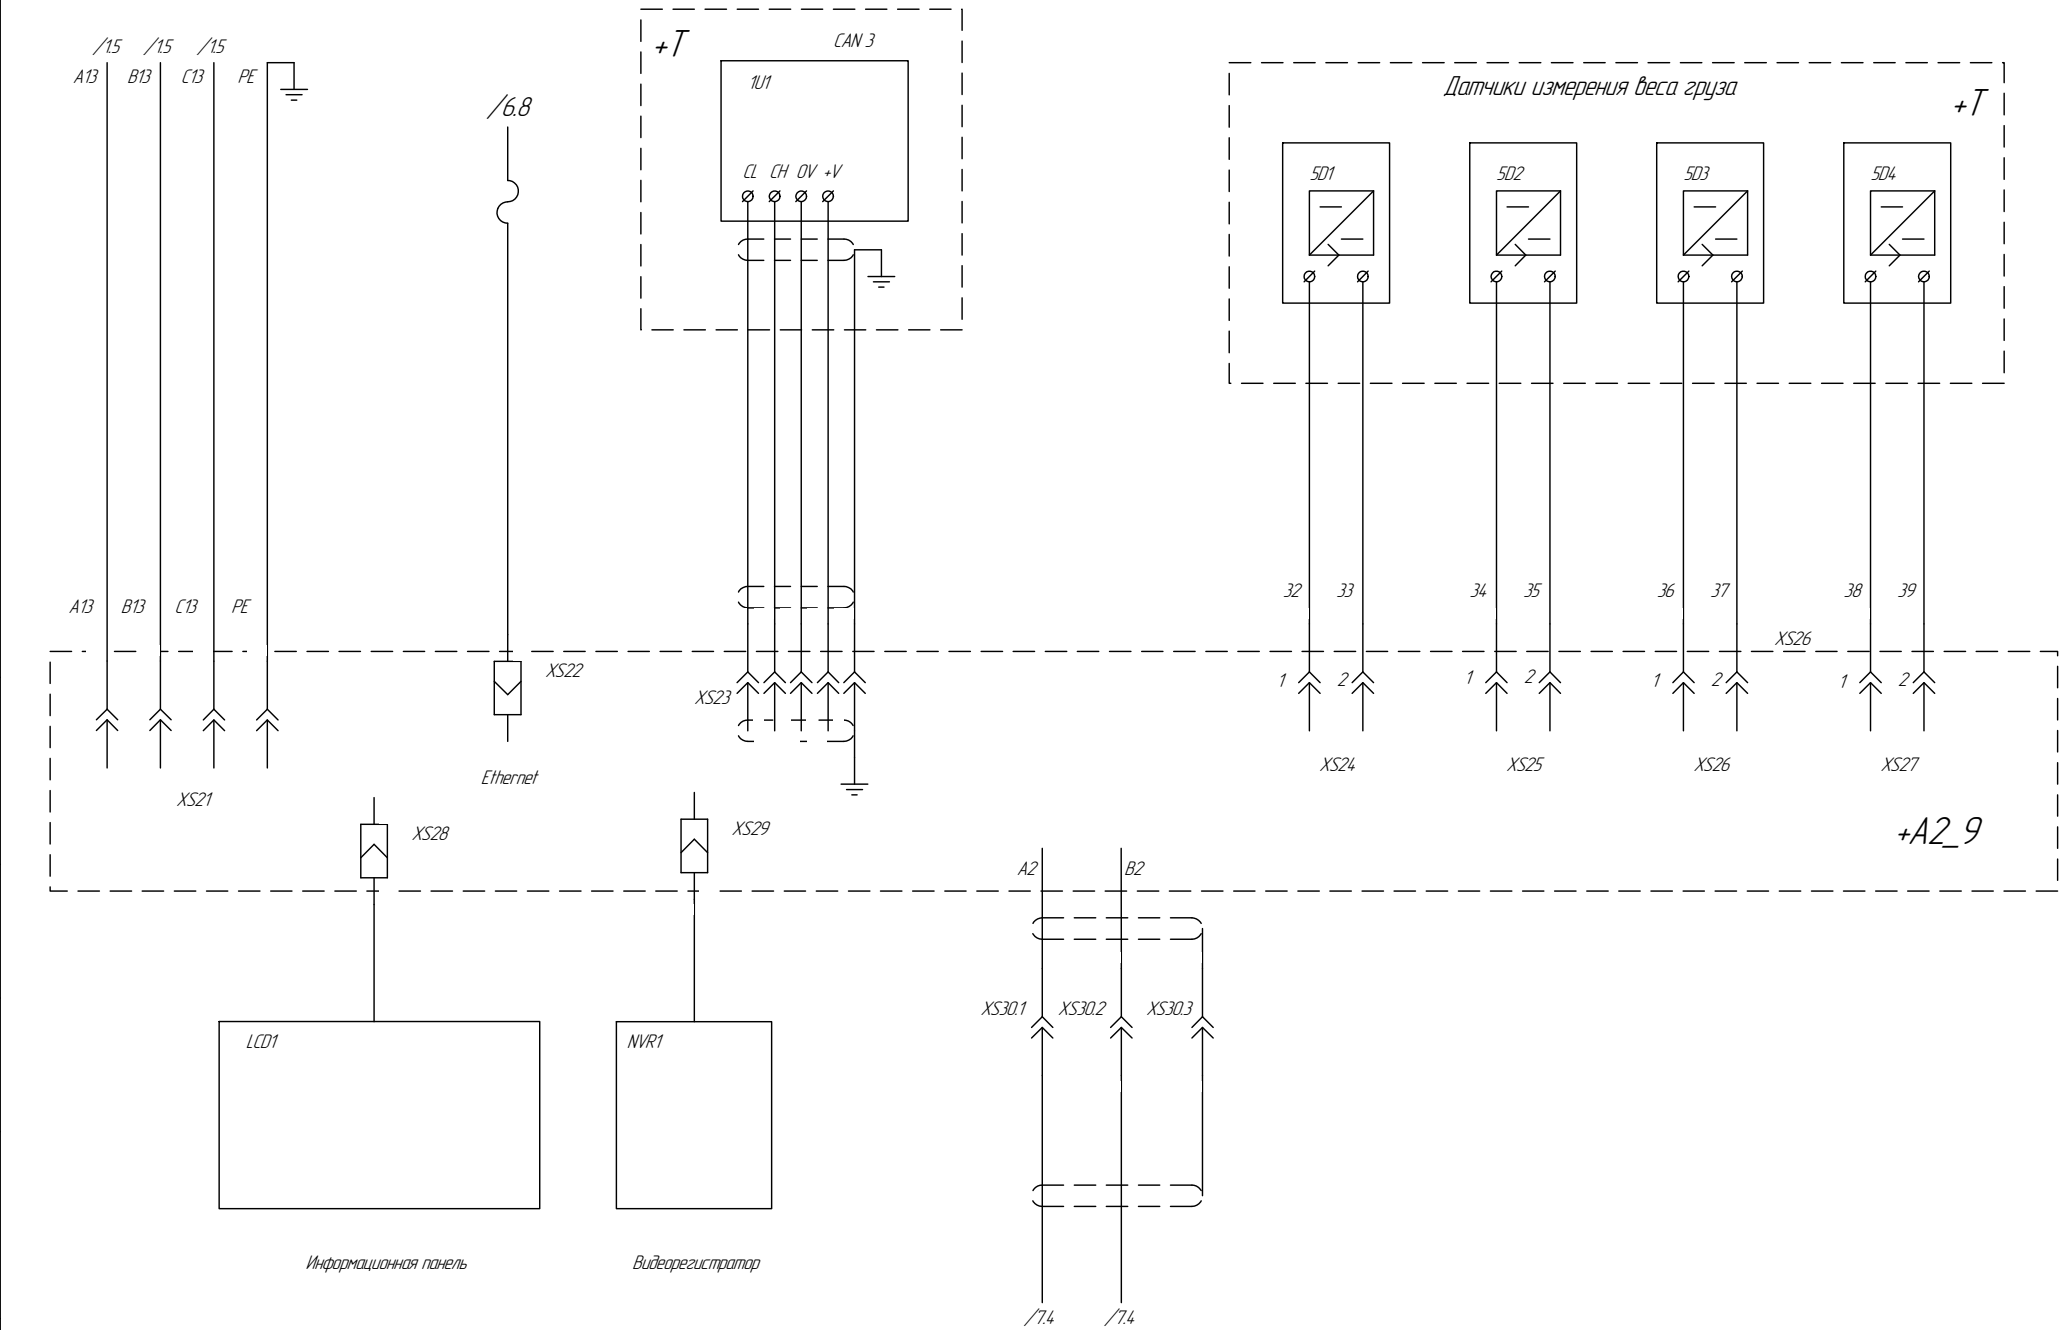 /1.5 /1.5 /1.5
A13 B13 C13 PE
/6.8
+T
CAN 3
1U1
CL CH 0V +V
Датчики измерения веса груза
+T
5D1 5D2 5D3 5D4
A13 B13 C13 PE
32 33 34 35 36 37 38 39
XS26
XS22
XS23
1 2 1 2 1 2 1 2
XS21
Ethernet
XS24 XS25 XS26 XS27
XS28
XS29
+A2_9
A2 B2
XS30.1 XS30.2 XS30.3
LCD1
NVR1
Информационная панель
Видеорегистратор
/7.4 /7.4